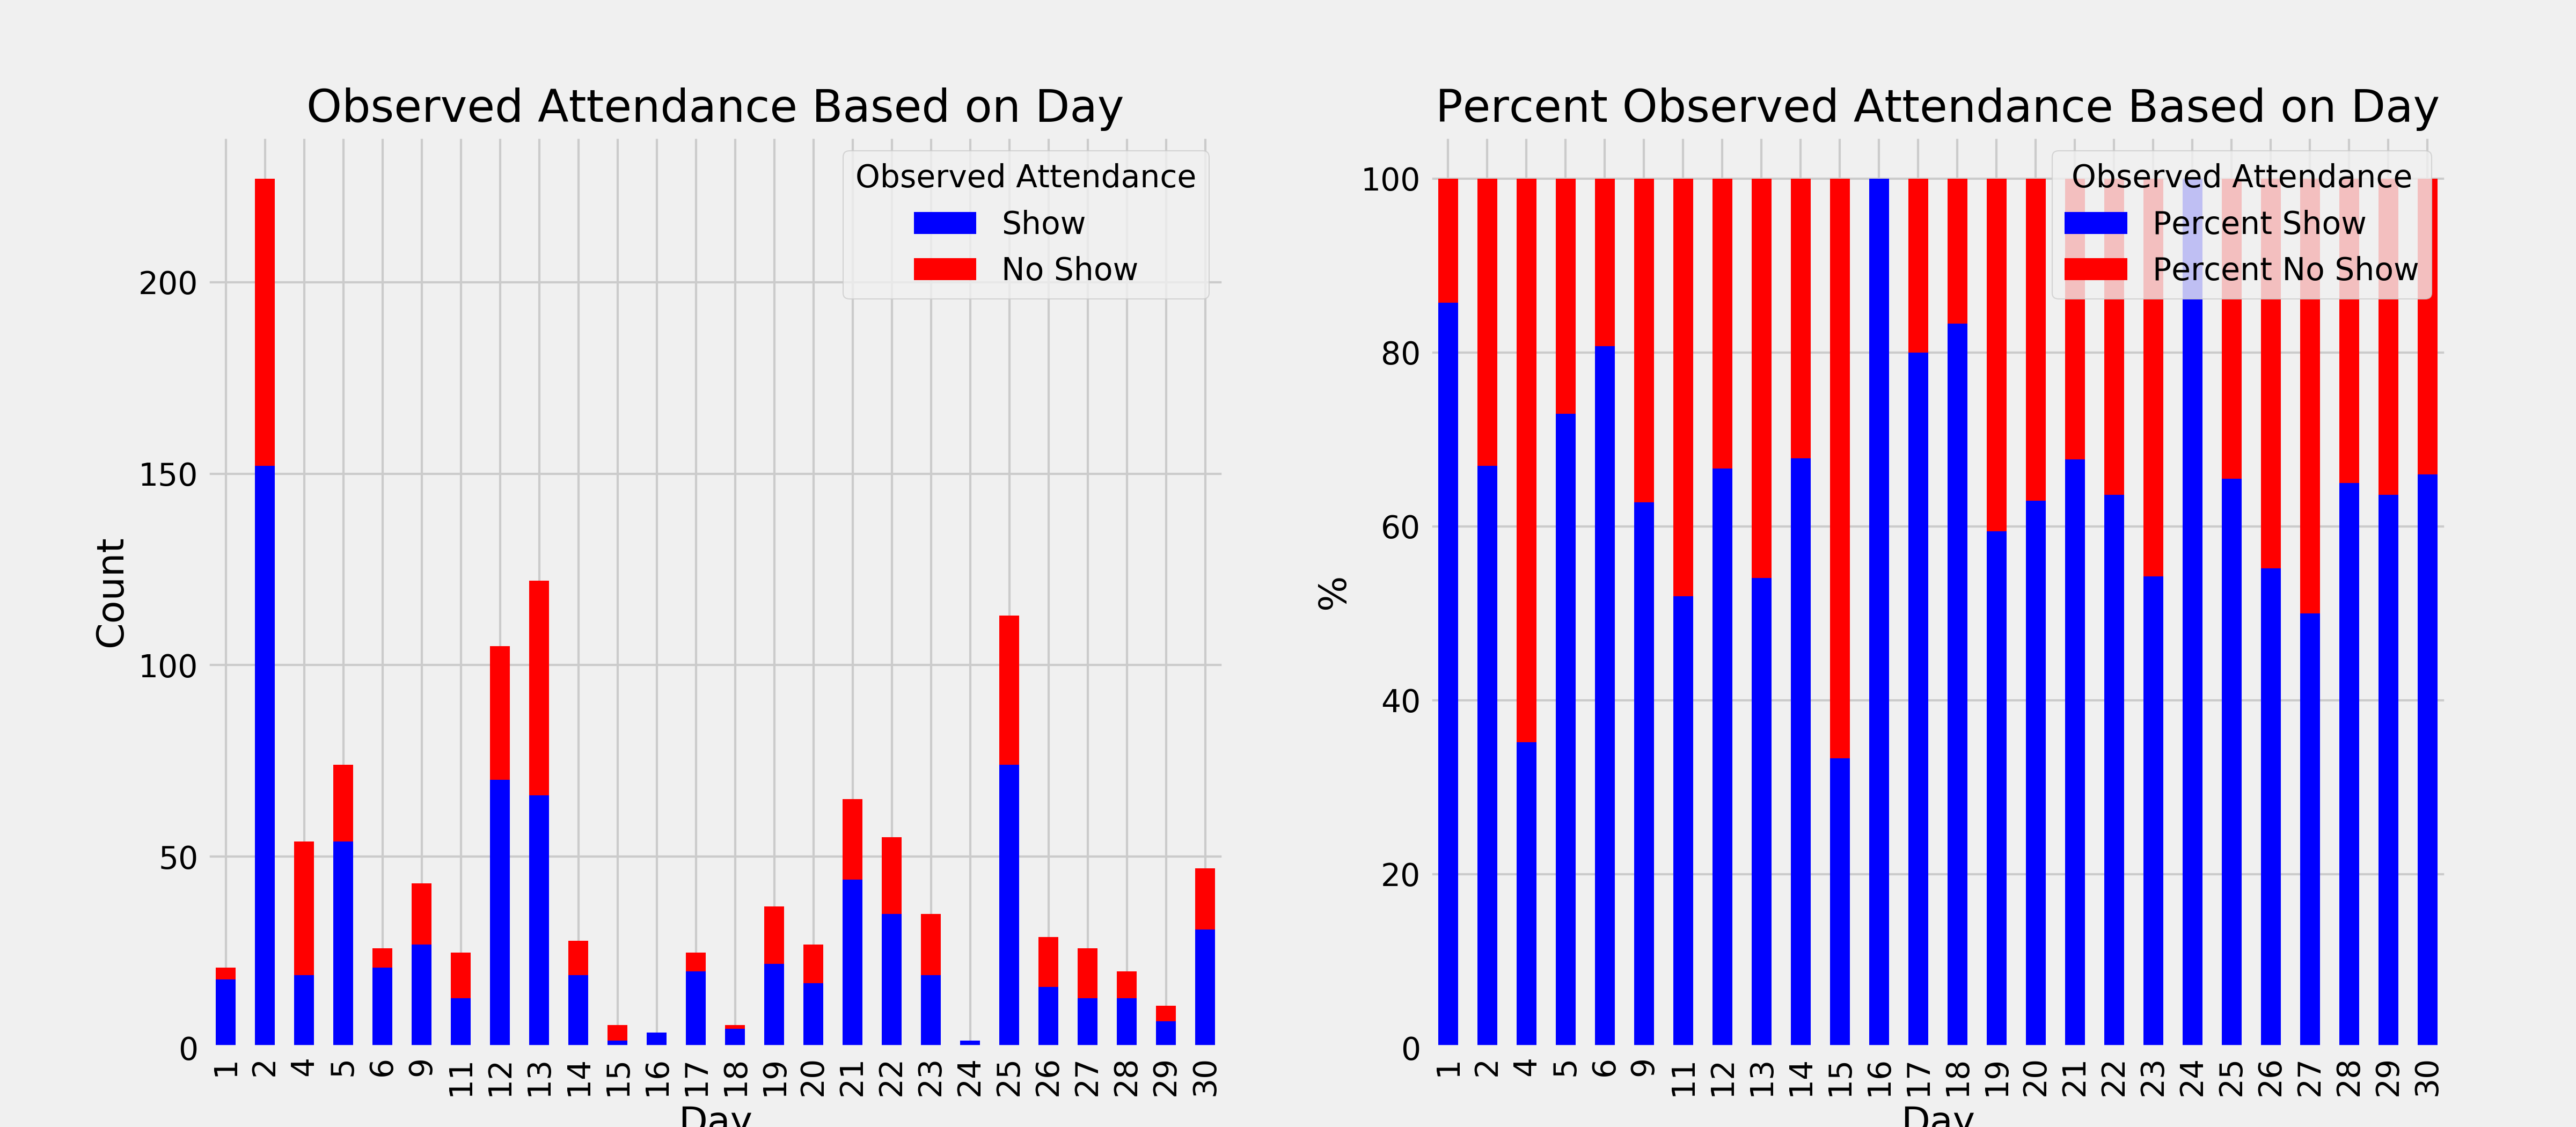 Observed Attendance Based on Day
Observed Attendance
Show
No Show
Count
200
150
100
50
0
1 2 4 5 6 9 11 12 13 14 15 16 17 18 19 20 21 22 23 24 25 26 27 28 29 30
Day
Percent Observed Attendance Based on Day
Observed Attendance
Percent Show
Percent No Show
%
100
80
60
40
20
0
1 2 4 5 6 9 11 12 13 14 15 16 17 18 19 20 21 22 23 24 25 26 27 28 29 30
Day